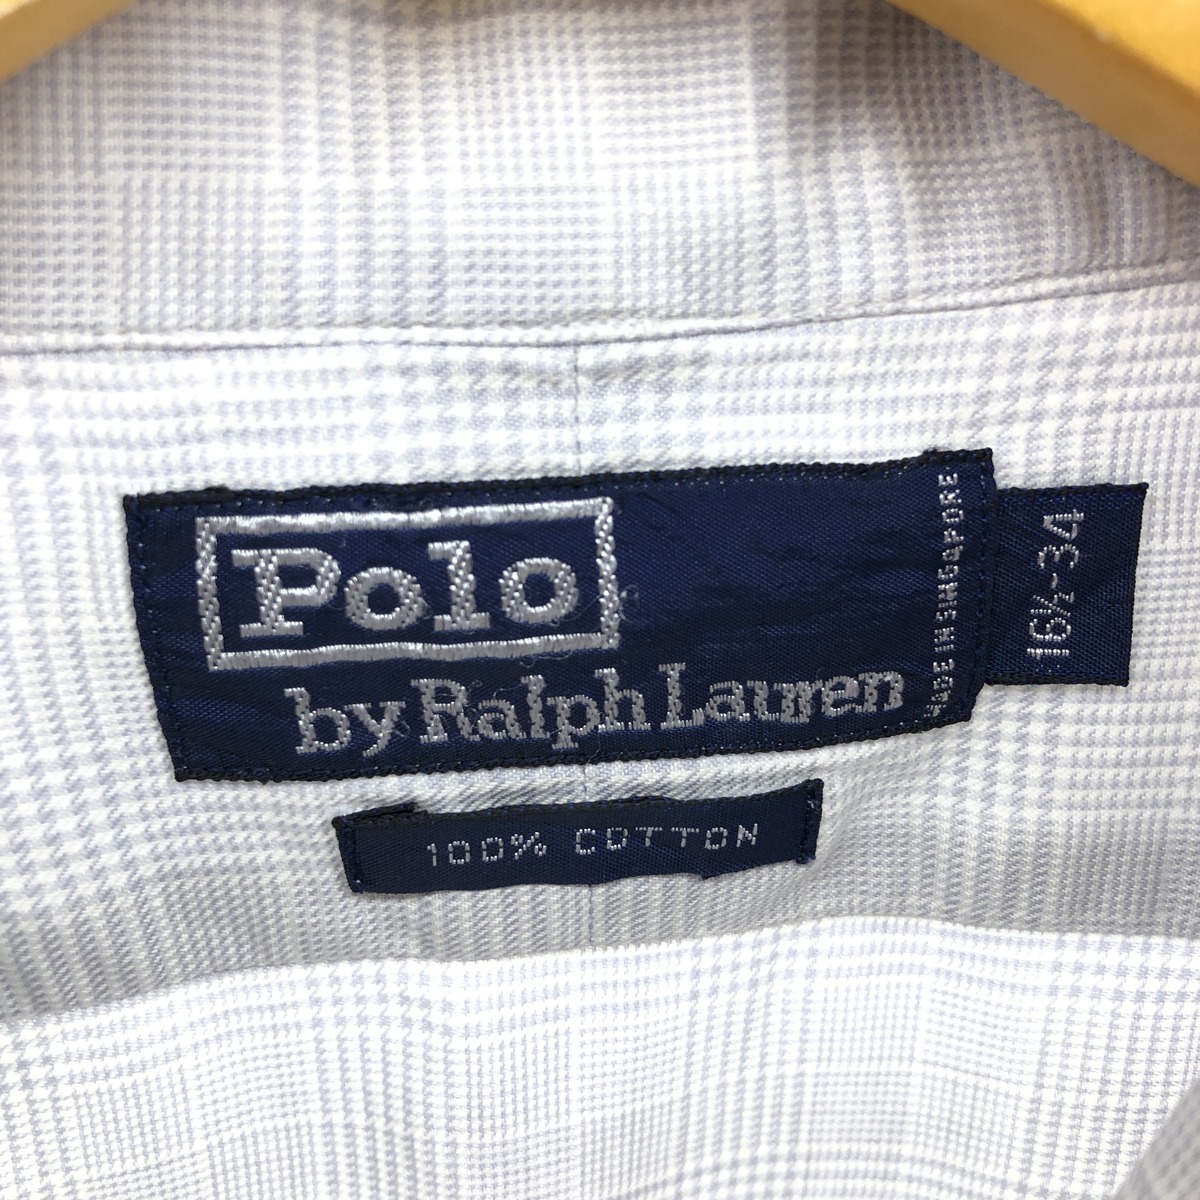 Polo
by Ralph Lauren
MADE IN SINGAPORE
16½-34
100% COTTON